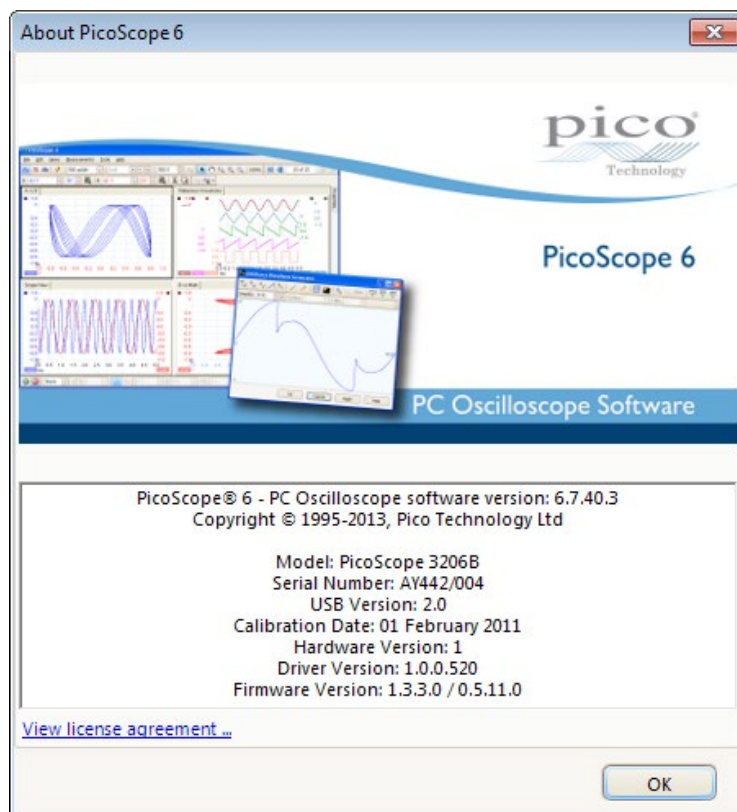 About PicoScope 6
pico
Technology
PicoScope 6
PC Oscilloscope Software
PicoScope® 6 - PC Oscilloscope software version: 6.7.40.3
Copyright © 1995-2013, Pico Technology Ltd
Model: PicoScope 3206B
Serial Number: AY442/004
USB Version: 2.0
Calibration Date: 01 February 2011
Hardware Version: 1
Driver Version: 1.0.0.520
Firmware Version: 1.3.3.0 / 0.5.11.0
View license agreement ...
OK